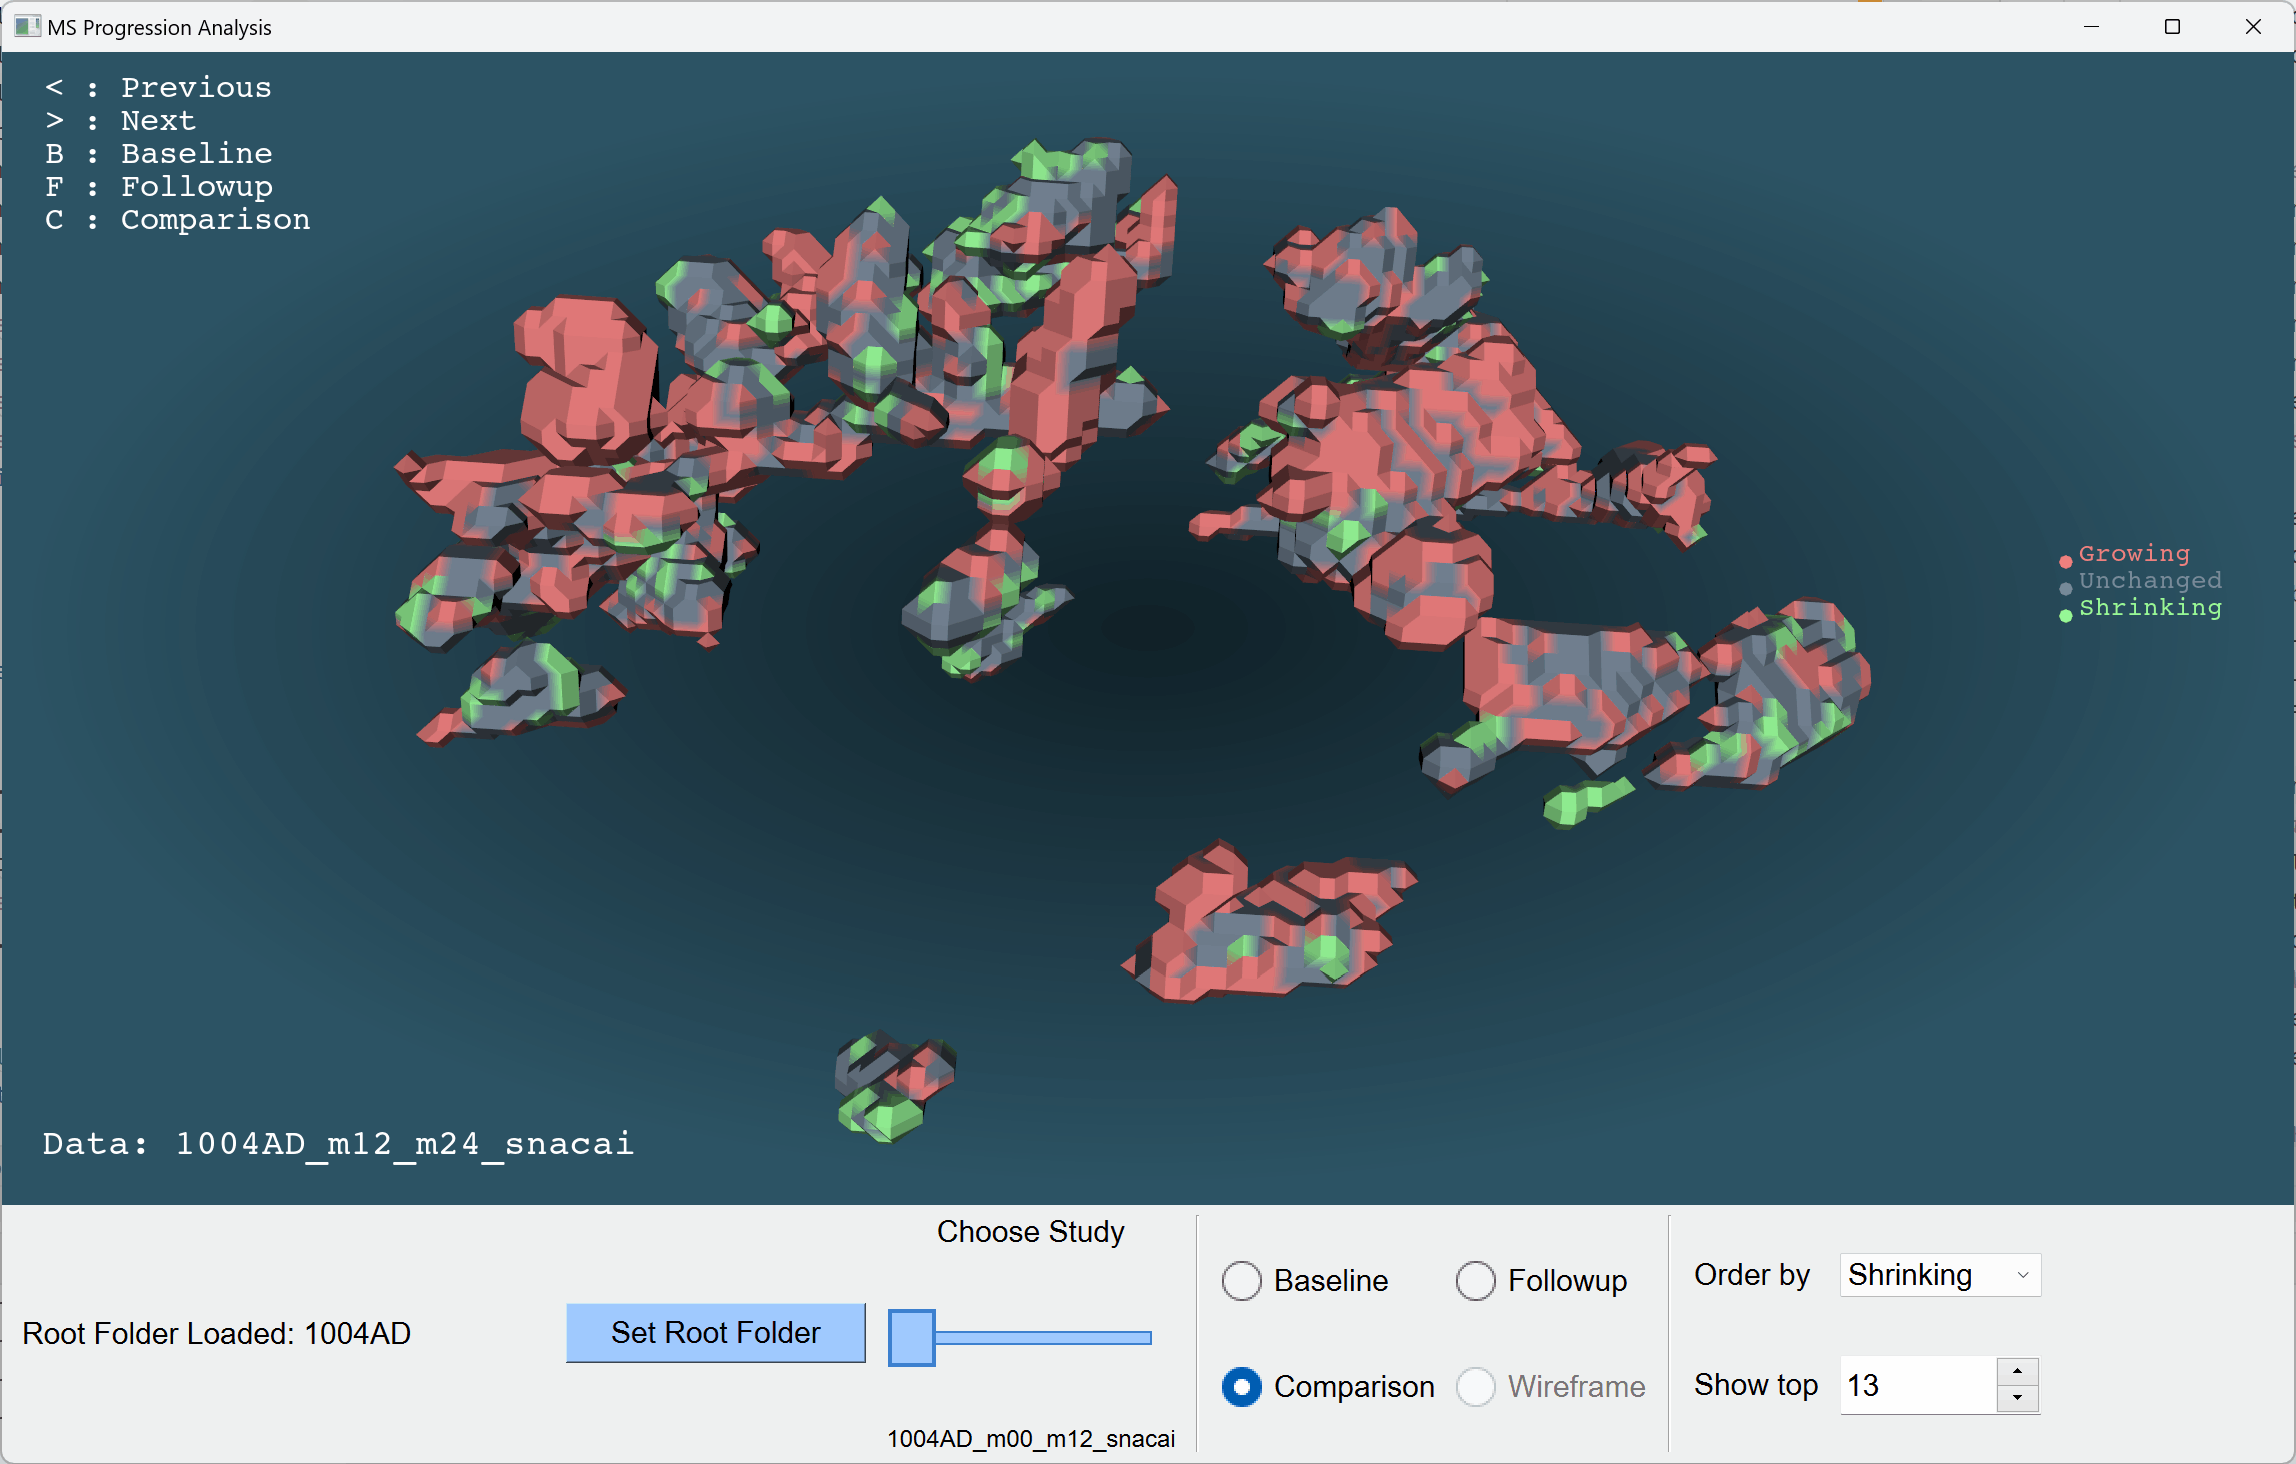 MS Progression Analysis
< : Previous
> : Next
B : Baseline
F : Followup
C : Comparison
Growing
Unchanged
Shrinking
Data: 1004AD_m12_m24_snacai
Root Folder Loaded: 1004AD
Set Root Folder
Choose Study
1004AD_m00_m12_snacai
Baseline
Followup
Comparison
Wireframe
Order by Shrinking
Show top 13